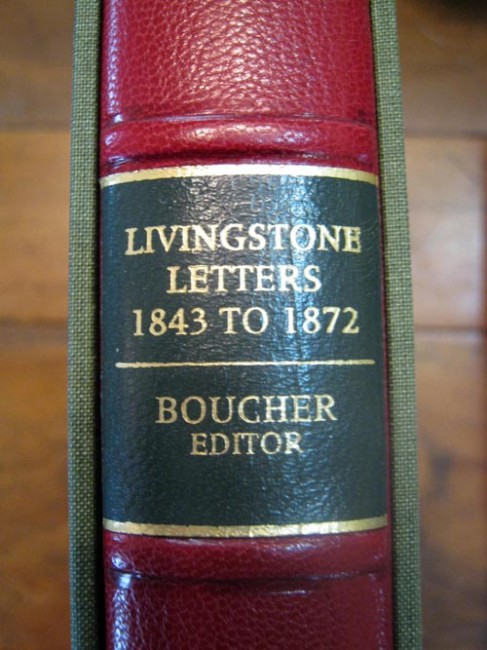 LIVINGSTONE
LETTERS
1843 TO 1872
BOUCHER
EDITOR